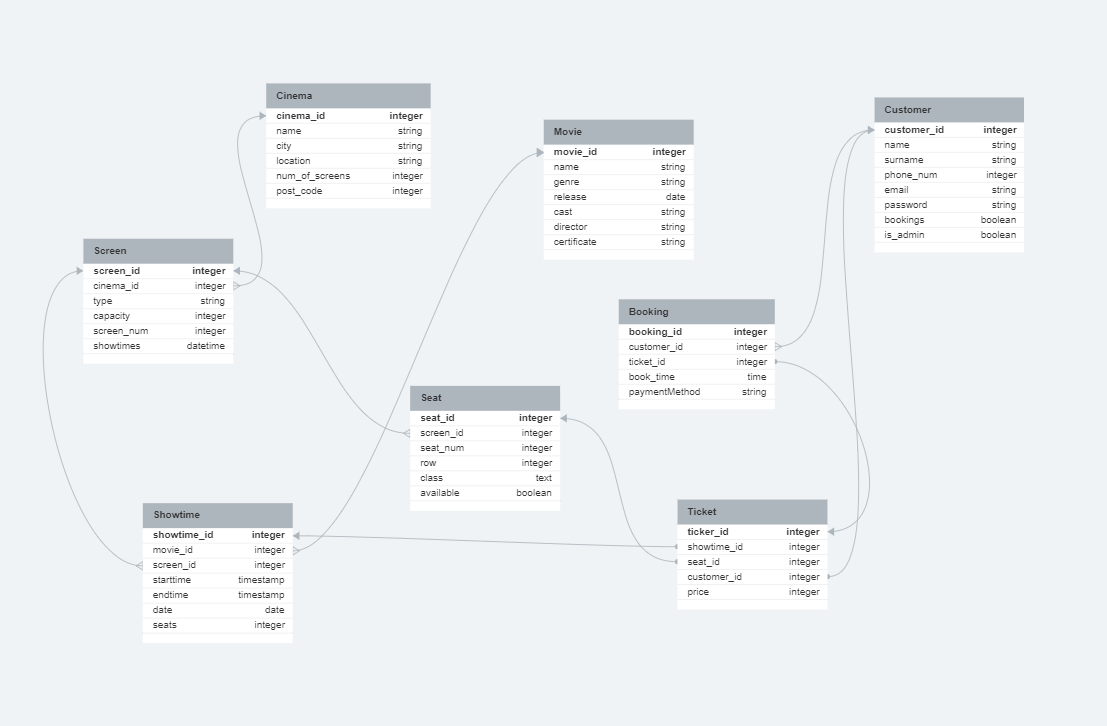 Cinema
cinema_id integer
name string
city string
location string
num_of_screens integer
post_code integer
Movie
movie_id integer
name string
genre string
release date
cast string
director string
certificate string
Customer
customer_id integer
name string
surname string
phone_num integer
email string
password string
bookings boolean
is_admin boolean
Screen
screen_id integer
cinema_id integer
type string
capacity integer
screen_num integer
showtimes datetime
Booking
booking_id integer
customer_id integer
ticket_id integer
book_time time
paymentMethod string
Seat
seat_id integer
screen_id integer
seat_num integer
row integer
class text
available boolean
Showtime
showtime_id integer
movie_id integer
screen_id integer
starttime timestamp
endtime timestamp
date date
seats integer
Ticket
ticker_id integer
showtime_id integer
seat_id integer
customer_id integer
price integer